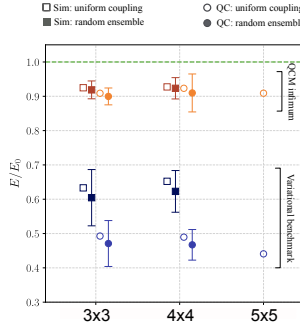 Sim: uniform coupling
QC: uniform coupling
Sim: random ensemble
QC: random ensemble
1.0
0.9
0.8
0.7
0.6
0.5
0.4
0.3
E/E₀
QCM infimum
Variational benchmark
3x3
4x4
5x5